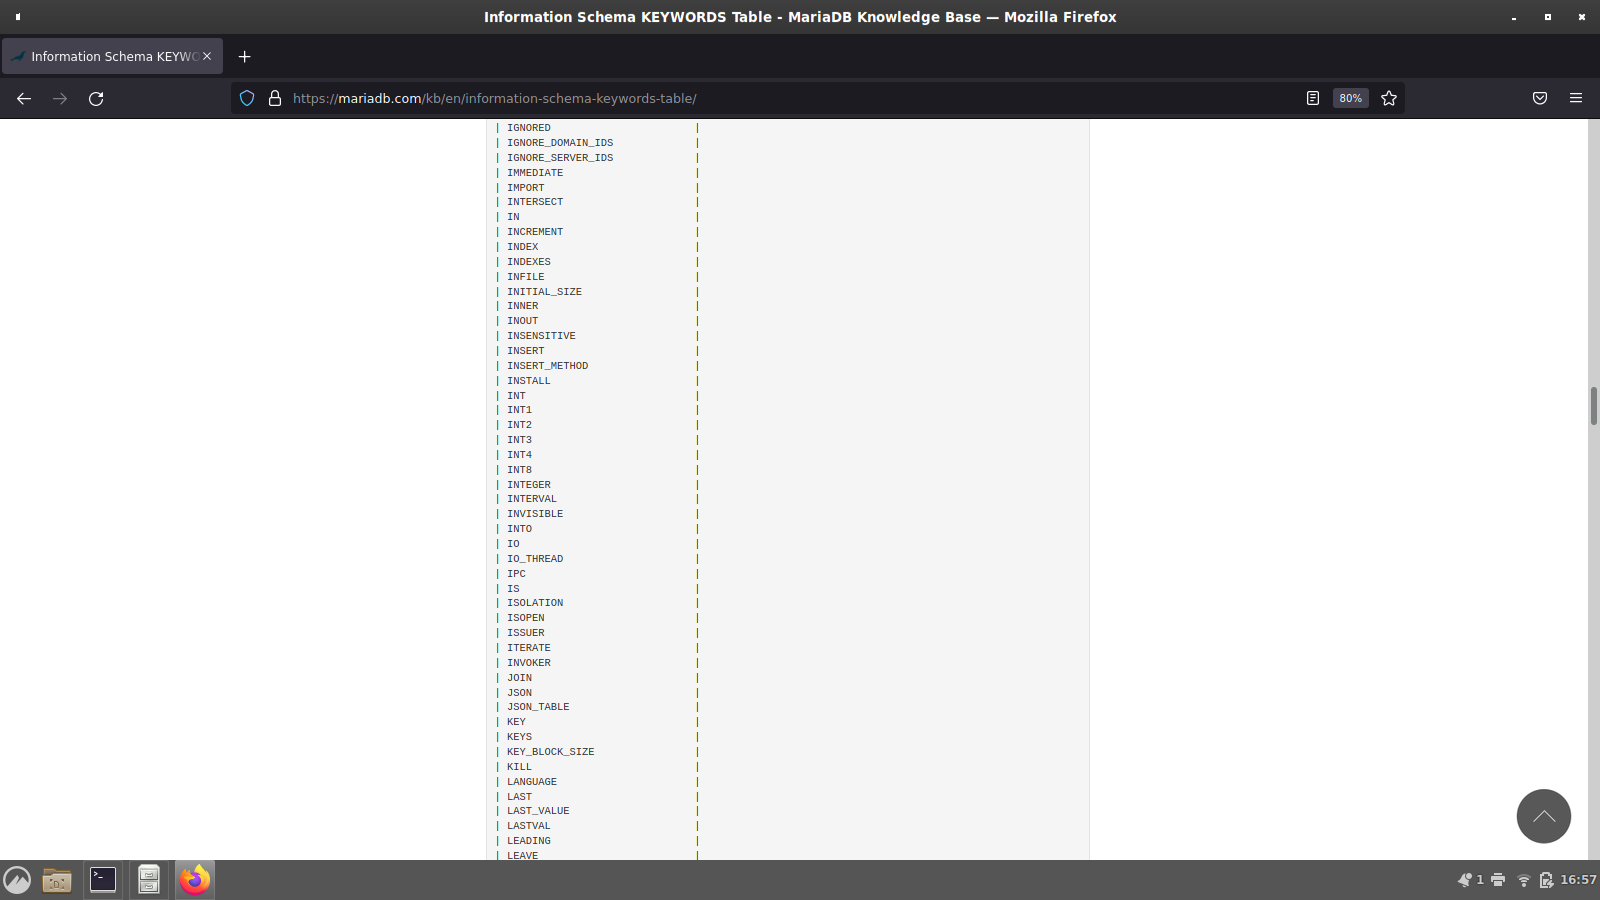 Information Schema KEYWORDS Table - MariaDB Knowledge Base — Mozilla Firefox
Information Schema KEYWO
https://mariadb.com/kb/en/information-schema-keywords-table/
80%
| IGNORED |
| IGNORE_DOMAIN_IDS |
| IGNORE_SERVER_IDS |
| IMMEDIATE |
| IMPORT |
| INTERSECT |
| IN |
| INCREMENT |
| INDEX |
| INDEXES |
| INFILE |
| INITIAL_SIZE |
| INNER |
| INOUT |
| INSENSITIVE |
| INSERT |
| INSERT_METHOD |
| INSTALL |
| INT |
| INT1 |
| INT2 |
| INT3 |
| INT4 |
| INT8 |
| INTEGER |
| INTERVAL |
| INVISIBLE |
| INTO |
| IO |
| IO_THREAD |
| IPC |
| IS |
| ISOLATION |
| ISOPEN |
| ISSUER |
| ITERATE |
| INVOKER |
| JOIN |
| JSON |
| JSON_TABLE |
| KEY |
| KEYS |
| KEY_BLOCK_SIZE |
| KILL |
| LANGUAGE |
| LAST |
| LAST_VALUE |
| LASTVAL |
| LEADING |
| LEAVE |
1
16:57